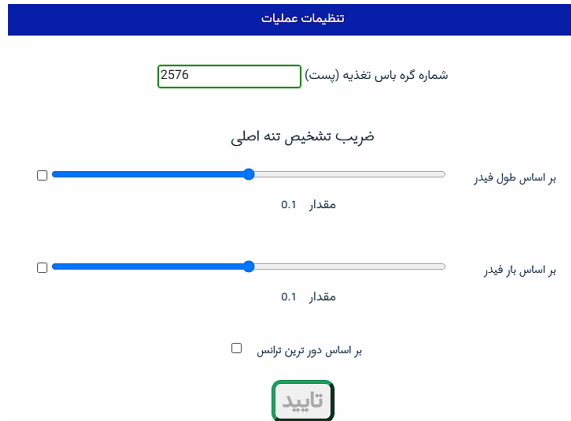 تنظیمات عملیات
شماره گره باس تغذیه (پست) 2576
ضریب تشخیص تنه اصلی
بر اساس طول فیدر
مقدار 0.1
بر اساس بار فیدر
مقدار 0.1
بر اساس دور ترین ترانس
تایید